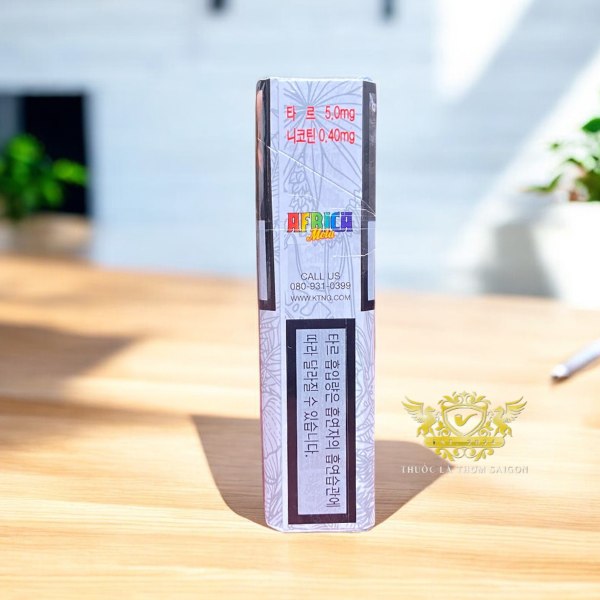 타 르 5.0mg
니코틴 0.40mg
AFRICA
Mola
CALL US
080-931-0399
WWW.KTNG.COM
타르 흡입량은 흡연자의 흡연습관에
따라 달라질 수 있습니다.
THUỐC LÁ THƠM SAIGON